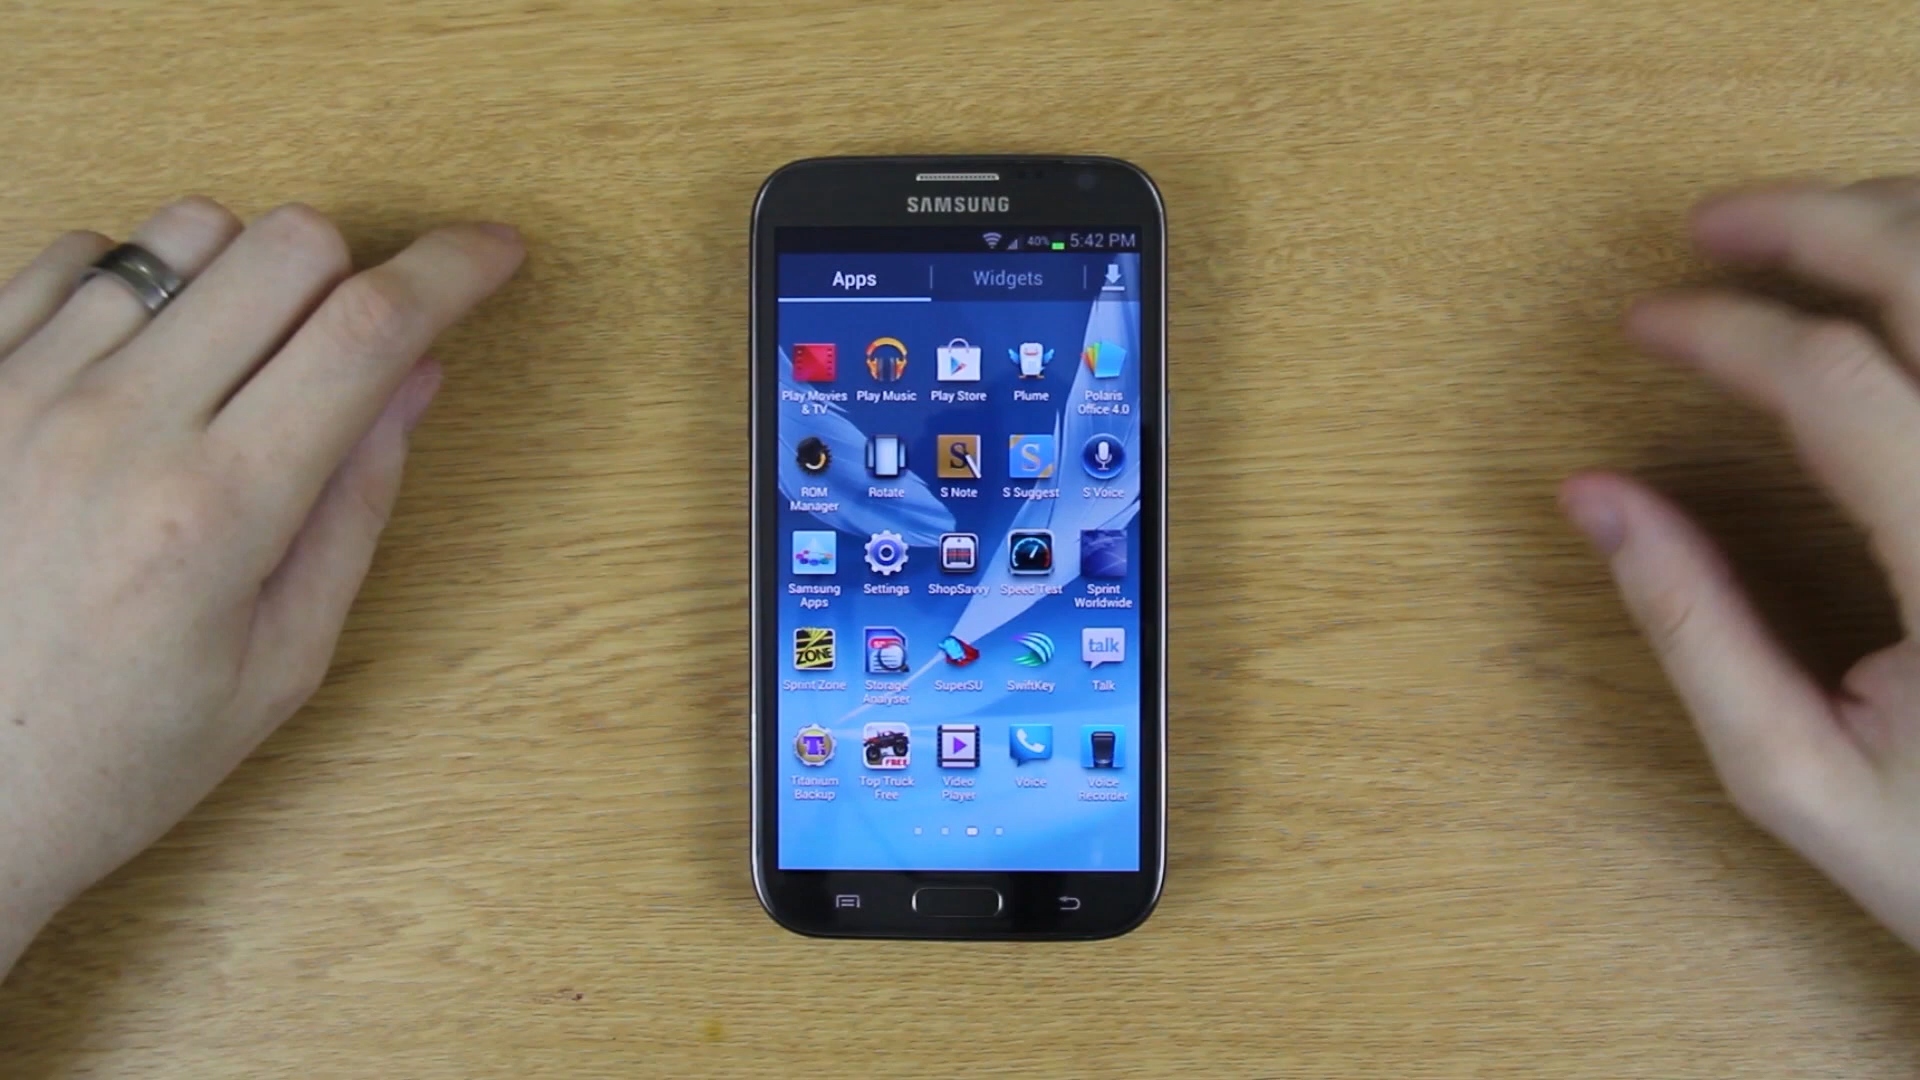 SAMSUNG
40% 5:42 PM
Apps Widgets
Play Movies & TV Play Music Play Store Plume Polaris Office 4.0
ROM Manager Rotate S Note S Suggest S Voice
Samsung Apps Settings ShopSavvy Speed Test Sprint Worldwide
ZONE
talk
Sprint Zone Storage Analyser SuperSU SwiftKey Talk
FREE
Titanium Backup Top Truck Free Video Player Voice Voice Recorder